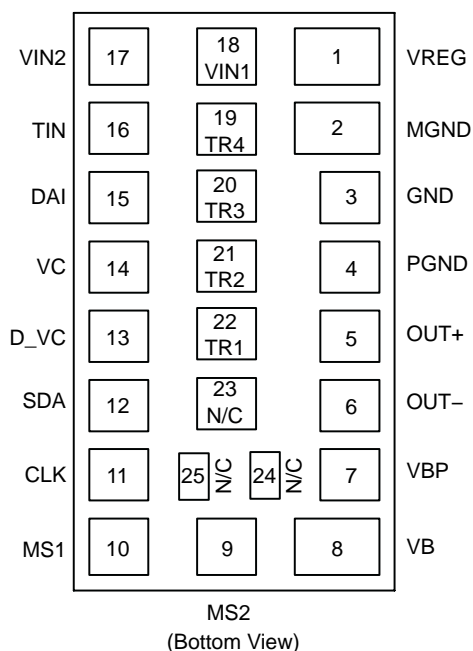 VIN2 17 18 1 VREG
VIN1
TIN 16 19 2 MGND
TR4
DAI 15 20 3 GND
TR3
VC 14 21 4 PGND
TR2
D_VC 13 22 5 OUT+
TR1
SDA 12 23 6 OUT–
N/C
CLK 11 25 N/C 24 N/C 7 VBP
MS1 10 9 8 VB
MS2
(Bottom View)